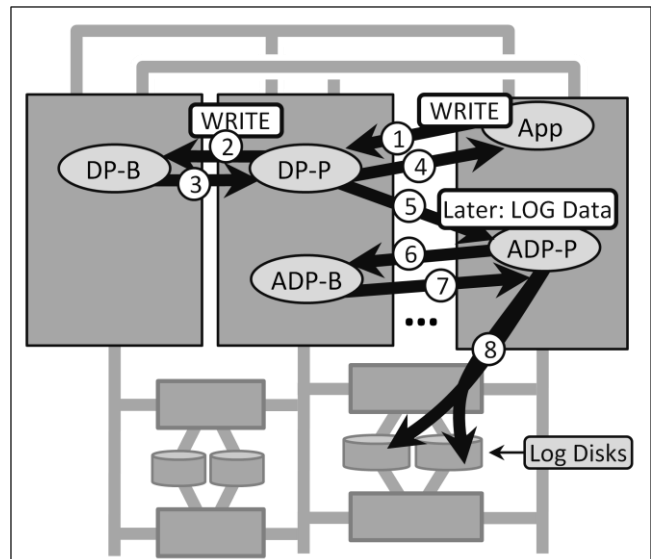 WRITE
App
WRITE
1
2
DP-B
DP-P
4
3
5
Later: LOG Data
6
ADP-P
ADP-B
7
...
8
Log Disks